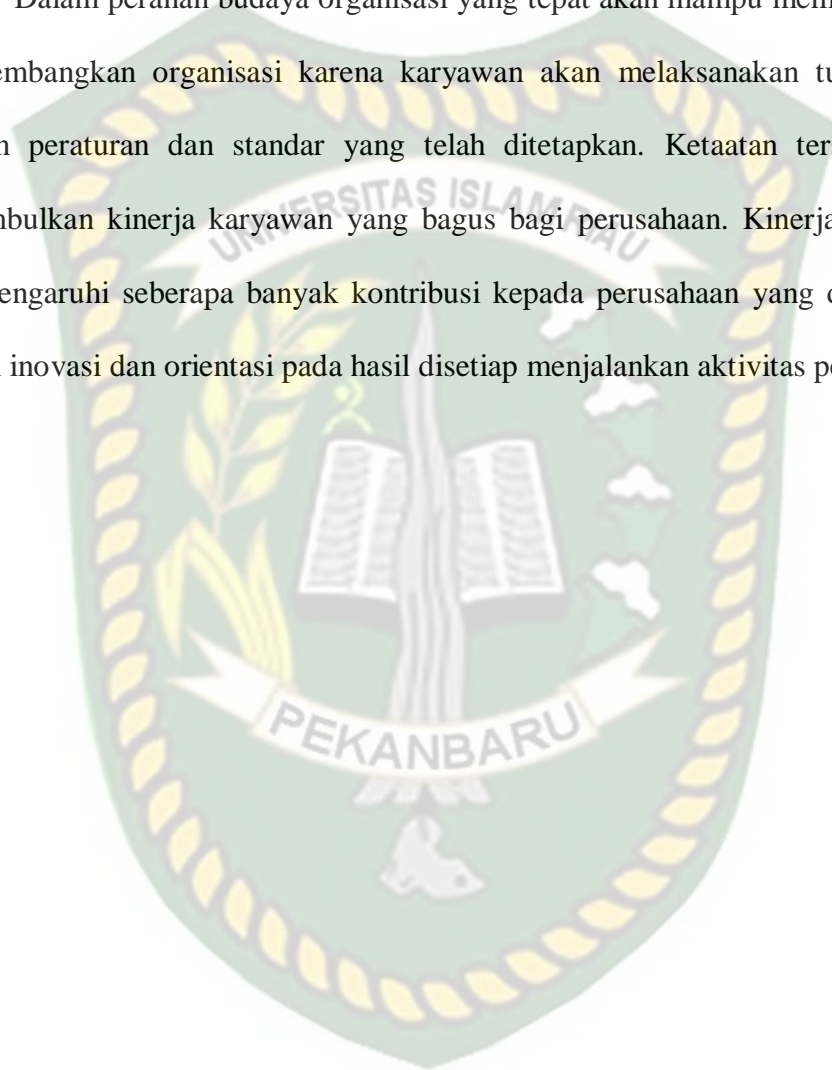 Dalam peranan budaya organisasi yang tepat akan mampu mem
embangkan organisasi karena karyawan akan melaksanakan tu
n peraturan dan standar yang telah ditetapkan. Ketaatan ter
nbulkan kinerja karyawan yang bagus bagi perusahaan. Kinerja
engaruhi seberapa banyak kontribusi kepada perusahaan yang d
inovasi dan orientasi pada hasil disetiap menjalankan aktivitas pe
UNIVERSITAS ISLAM RIAU
PEKANBARU